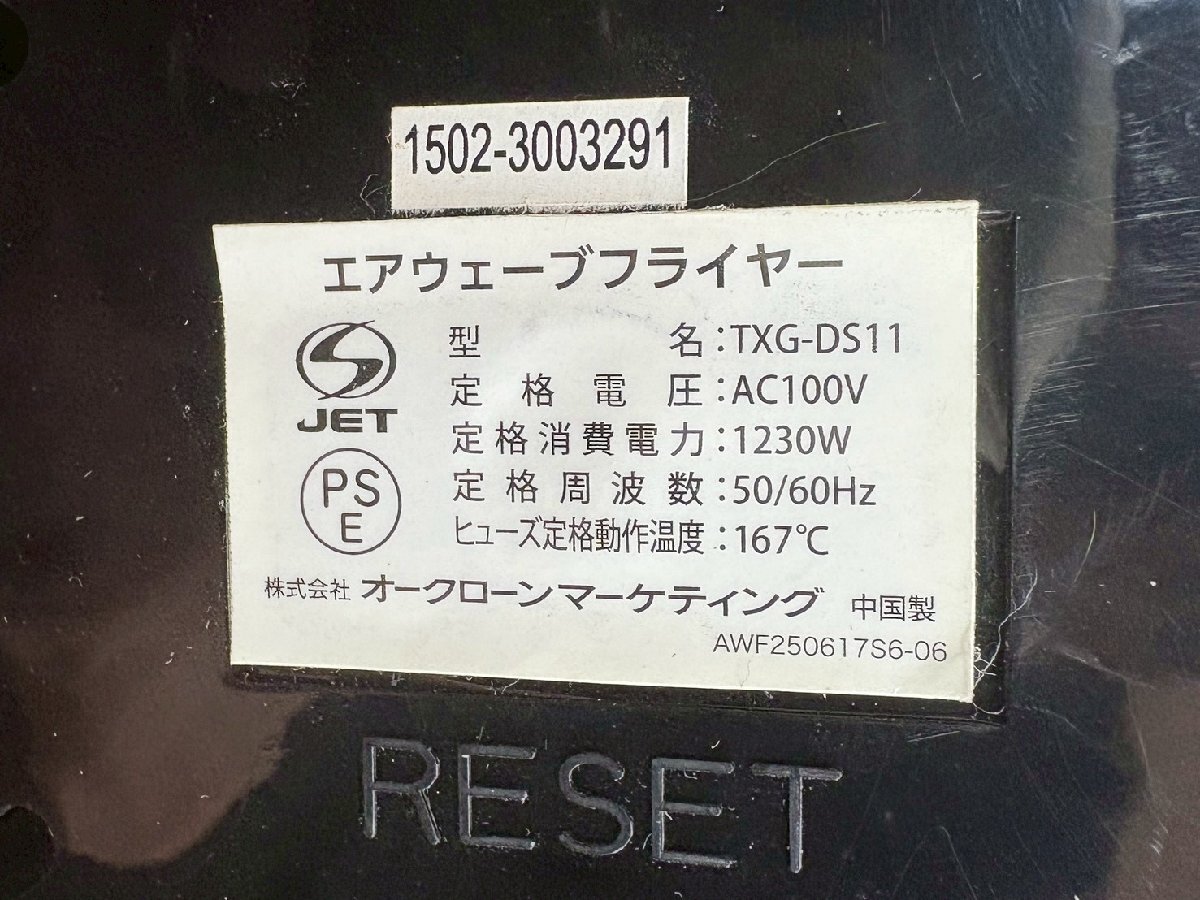 1502-3003291
エアウェーブフライヤー
型名:TXG-DS11
定格電圧:AC100V
定格消費電力:1230W
定格周波数:50/60Hz
ヒューズ定格動作温度:167℃
JET
PS
E
株式会社 オークローンマーケティング 中国製
AWF250617S6-06
RESET